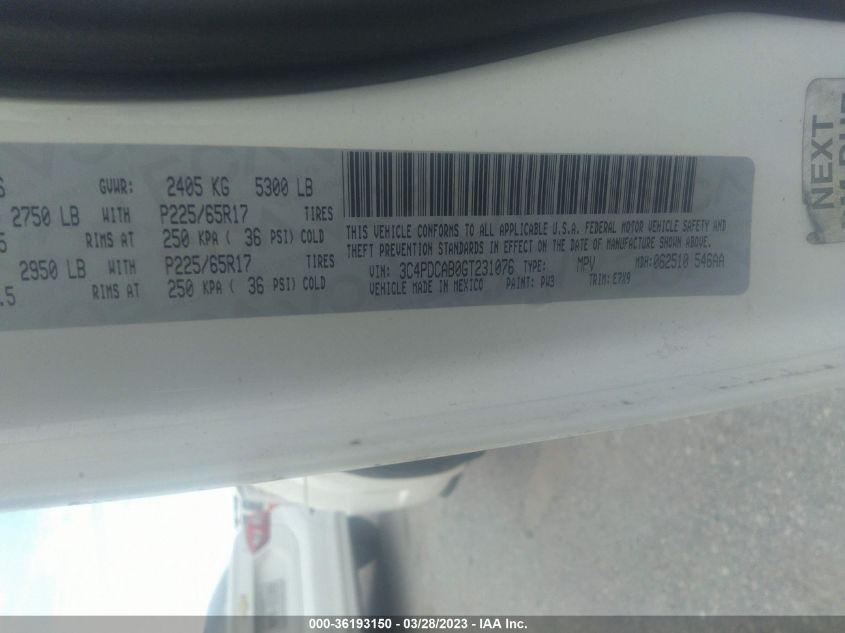 S GVWR: 2405 KG 5300 LB
2750 LB WITH P225/65R17 TIRES
5 RIMS AT 250 KPA ( 36 PSI) COLD
2950 LB WITH P225/65R17 TIRES
.5 RIMS AT 250 KPA ( 36 PSI) COLD
THIS VEHICLE CONFORMS TO ALL APPLICABLE U.S.A. FEDERAL MOTOR VEHICLE SAFETY AND
THEFT PREVENTION STANDARDS IN EFFECT ON THE DATE OF MANUFACTURE SHOWN ABOVE.
VIN: 3C4PDCAB0GT231076 TYPE: MPV MDH: 062510 546AA
VEHICLE MADE IN MEXICO PAINT: PW3 TRIM: E7X9
NEXT
000-36193150 - 03/28/2023 - IAA Inc.